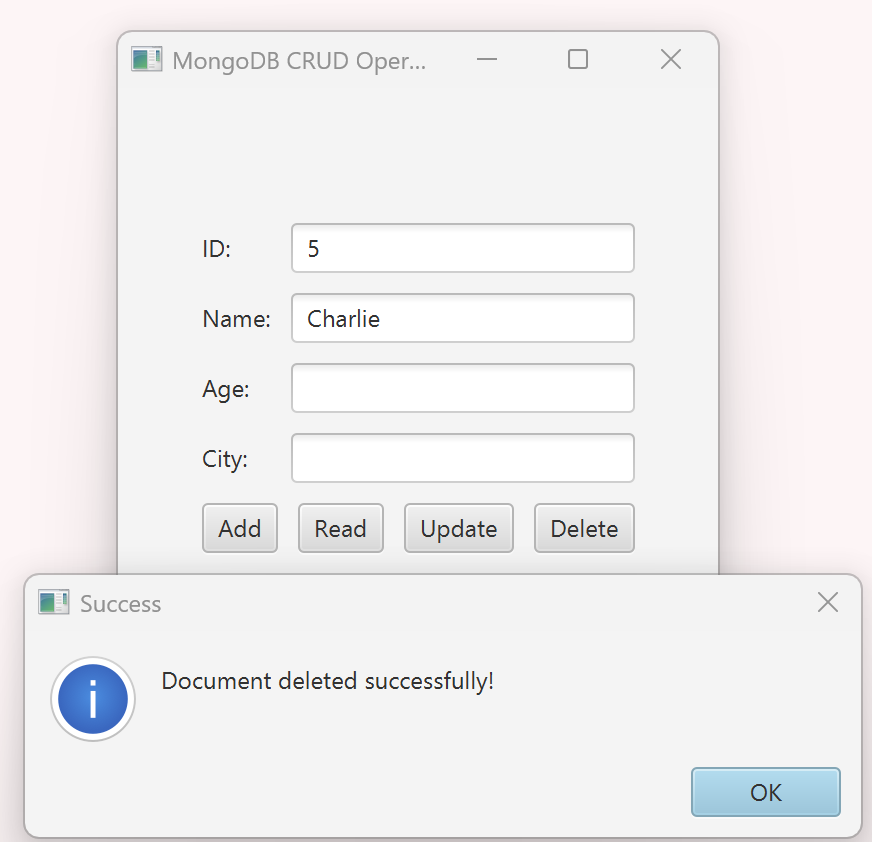 MongoDB CRUD Oper...
ID: 5
Name: Charlie
Age:
City:
Add Read Update Delete
Success
Document deleted successfully!
OK